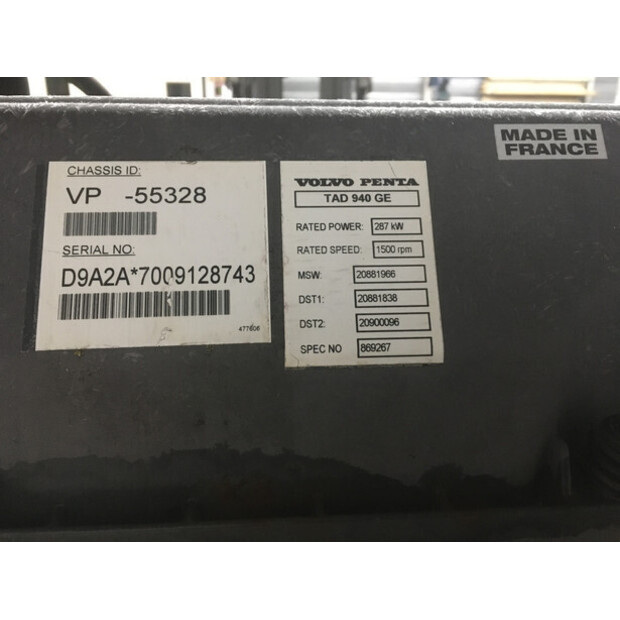 CHASSIS ID:
VP -55328
SERIAL NO:
D9A2A*7009128743
477606
VOLVO PENTA
TAD 940 GE
RATED POWER: 287 kW
RATED SPEED: 1500 rpm
MSW: 20881966
DST1: 20881838
DST2: 20900096
SPEC NO 869267
MADE IN
FRANCE